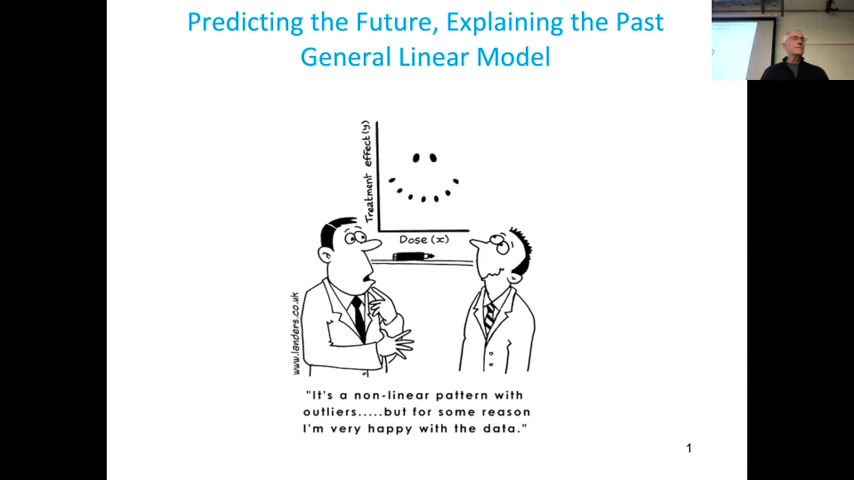 Predicting the Future, Explaining the Past
General Linear Model
Treatment effect(y)
Dose (x)
www.landers.co.uk
"It's a non-linear pattern with
outliers.....but for some reason
I'm very happy with the data."
1